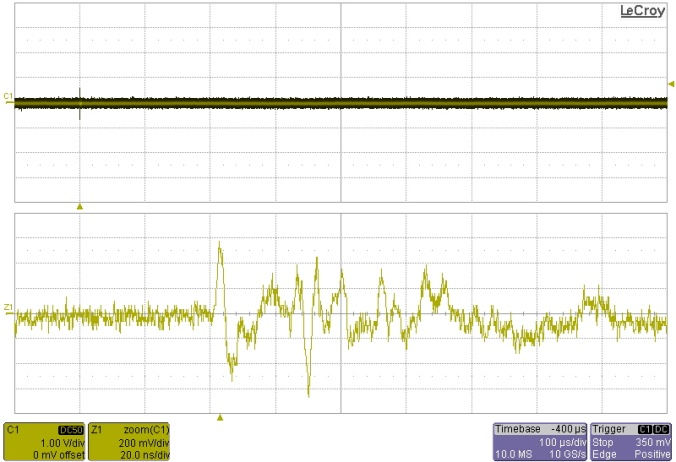 LeCroy
C1
Z1
C1 DC50
1.00 V/div
0 mV offset
Z1 zoom(C1)
200 mV/div
20.0 ns/div
Timebase -400 µs
100 µs/div
10.0 MS 10 GS/s
Trigger C1 DC
Stop 350 mV
Edge Positive